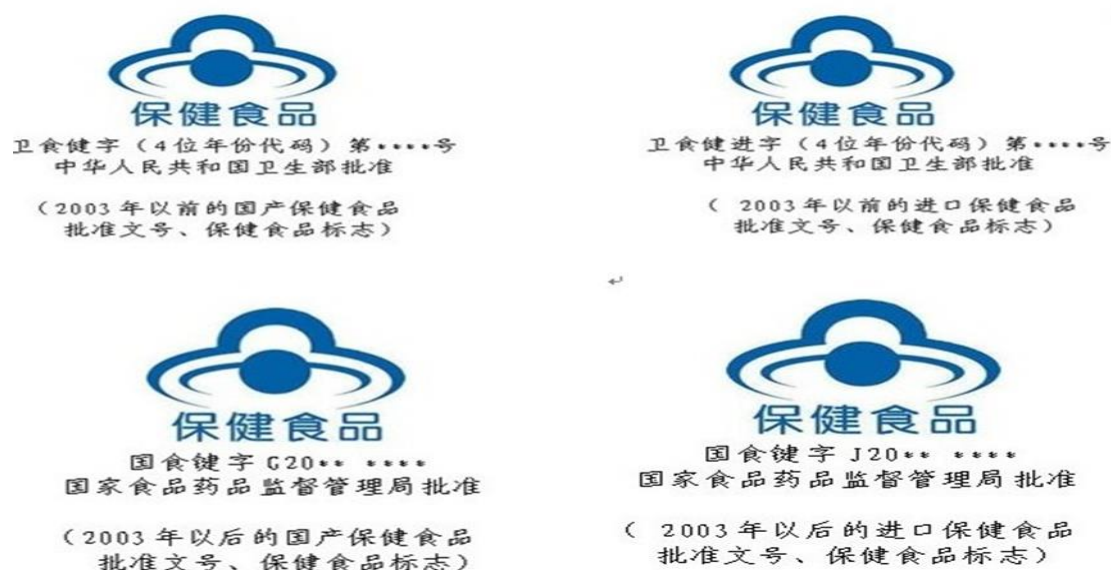 保健食品
卫食健字（4位年份代码）第****号
中华人民共和国卫生部批准
（2003年以前的国产保健食品
批准文号、保健食品标志）
保健食品
卫食健进字（4位年份代码）第****号
中华人民共和国卫生部批准
（ 2003年以前的进口保健食品
批准文号、保健食品标志）
保健食品
国食键字 G20** ****
国家食品药品监督管理局批准
（2003年以后的国产保健食品
批准文号、保健食品标志）
保健食品
国食键字 J20** ****
国家食品药品监督管理局 批准
（ 2003年以后的进口保健食品
批准文号、保健食品标志）